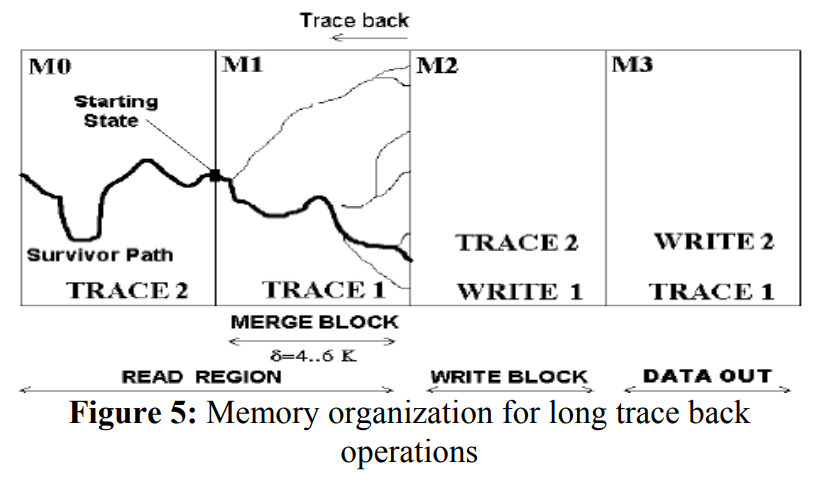 Trace back
M0 M1 M2 M3
Starting
State
Survivor Path
TRACE 2 WRITE 2
TRACE 2 TRACE 1 WRITE 1 TRACE 1
MERGE BLOCK
δ=4..6 K
READ REGION WRITE BLOCK DATA OUT
Figure 5: Memory organization for long trace back
operations